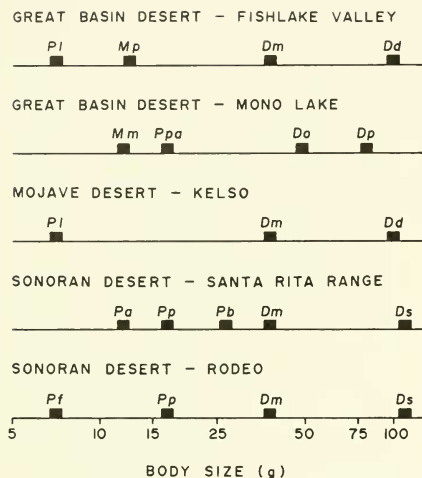 GREAT BASIN DESERT – FISHLAKE VALLEY
Pl Mp Dm Dd
GREAT BASIN DESERT – MONO LAKE
Mm Ppa Do Dp
MOJAVE DESERT – KELSO
Pl Dm Dd
SONORAN DESERT – SANTA RITA RANGE
Pa Pp Pb Dm Ds
SONORAN DESERT – RODEO
Pf Pp Dm Ds
5 10 15 25 50 75 100
BODY SIZE (g)